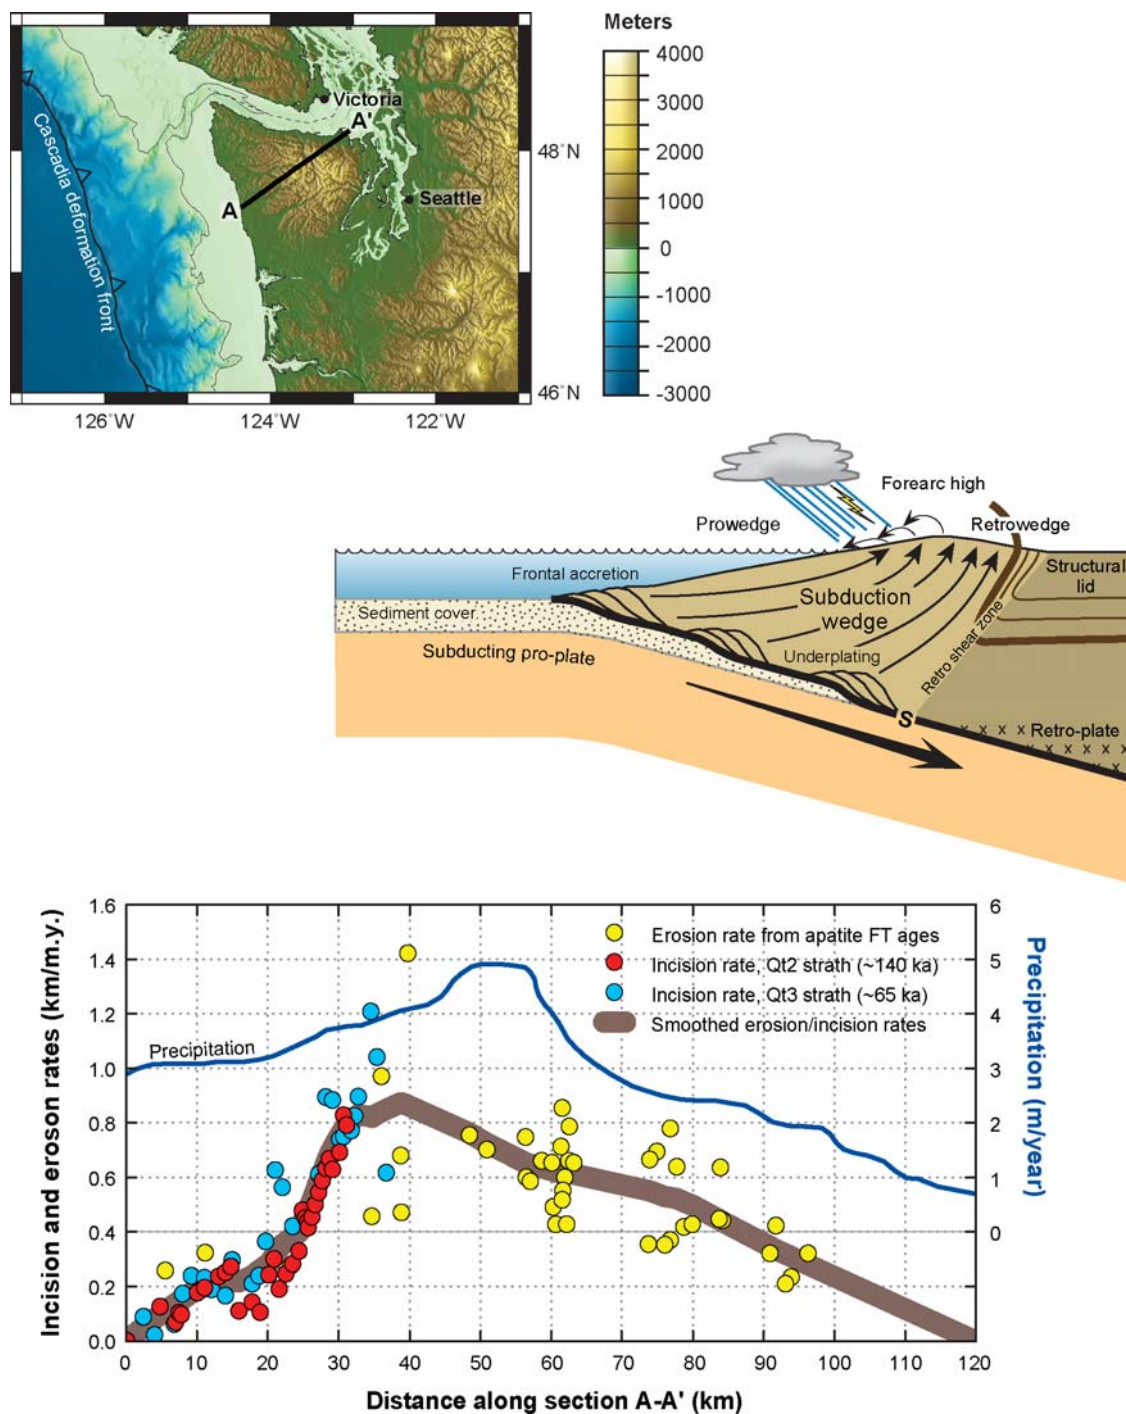 Meters
4000
3000
2000
1000
0
-1000
-2000
-3000
Victoria
A'
A
Seattle
Cascadia deformation front
48°N
46°N
126°W
124°W
122°W
Forearc high
Prowedge
Retrowedge
Frontal accretion
Structural
lid
Sediment cover
Subduction
wedge
Subducting pro-plate
Underplating
Retro shear zone
S
Retro-plate
x x x x x x
x x x
Incision and eroson rates (km/m.y.)
1.6
1.4
1.2
1.0
0.8
0.6
0.4
0.2
0.0
Precipitation
Erosion rate from apatite FT ages
Incision rate, Qt2 strath (~140 ka)
Incision rate, Qt3 strath (~65 ka)
Smoothed erosion/incision rates
6
5
4
3
2
1
0
Precipitation (m/year)
0 10 20 30 40 50 60 70 80 90 100 110 120
Distance along section A-A' (km)